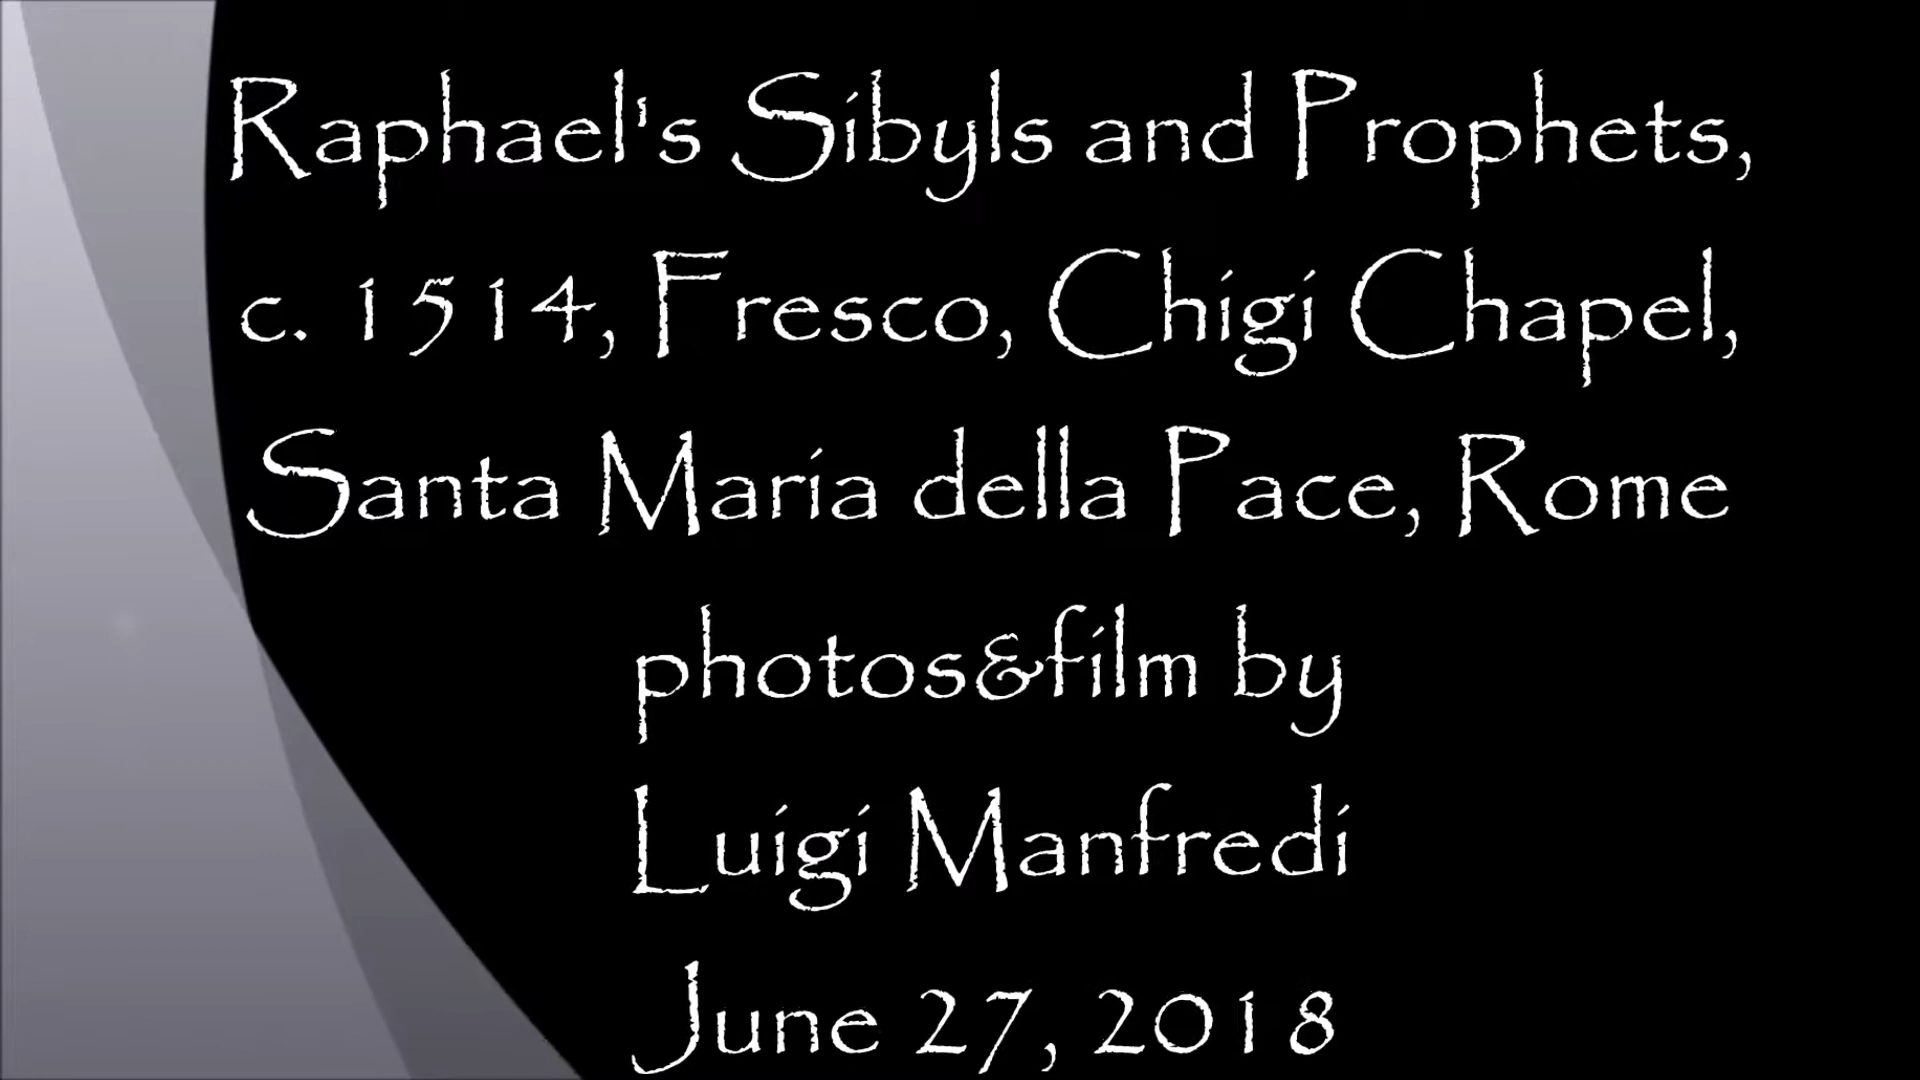 Raphael's Sibyls and Prophets,
c. 1514, Fresco, Chigi Chapel,
Santa Maria della Pace, Rome
photos&film by
Luigi Manfredi
June 27, 2018